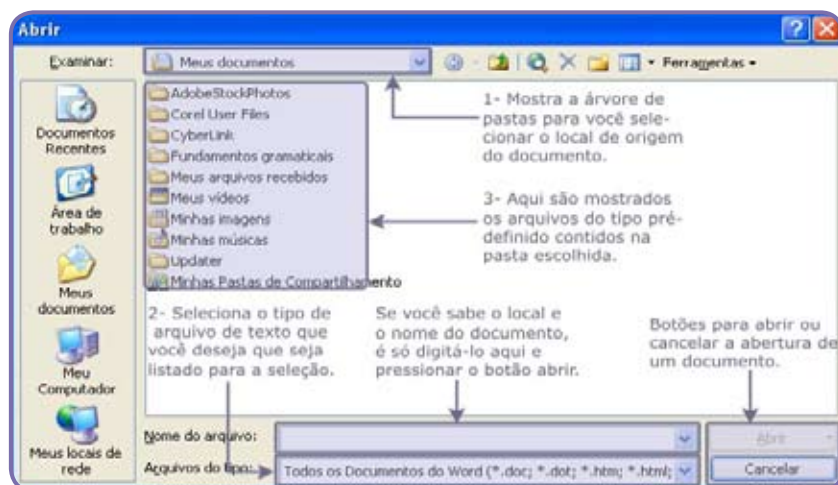 Abrir
Examinar:
Meus documentos
Ferramentas
Documentos
Recentes
Área de
trabalho
Meus
documentos
Meu
Computador
Meus locais de
rede
AdobeStockPhotos
Corel User Files
CyberLink
Fundamentos gramaticais
Meus arquivos recebidos
Meus vídeos
Minhas imagens
Minhas músicas
Updater
Minhas Pastas de Compartilhamento
1- Mostra a árvore de
pastas para você sele-
cionar o local de origem
do documento.
3- Aqui são mostrados
os arquivos do tipo pré-
definido contidos na
pasta escolhida.
2- Seleciona o tipo de
arquivo de texto que
você deseja que seja
listado para a seleção.
Se você sabe o local e
o nome do documento,
é só digitá-lo aqui e
pressionar o botão abrir.
Botões para abrir ou
cancelar a abertura de
um documento.
Nome do arquivo:
Abrir
Arquivos do tipo:
Todos os Documentos do Word (*.doc; *.dot; *.htm; *.html;
Cancelar